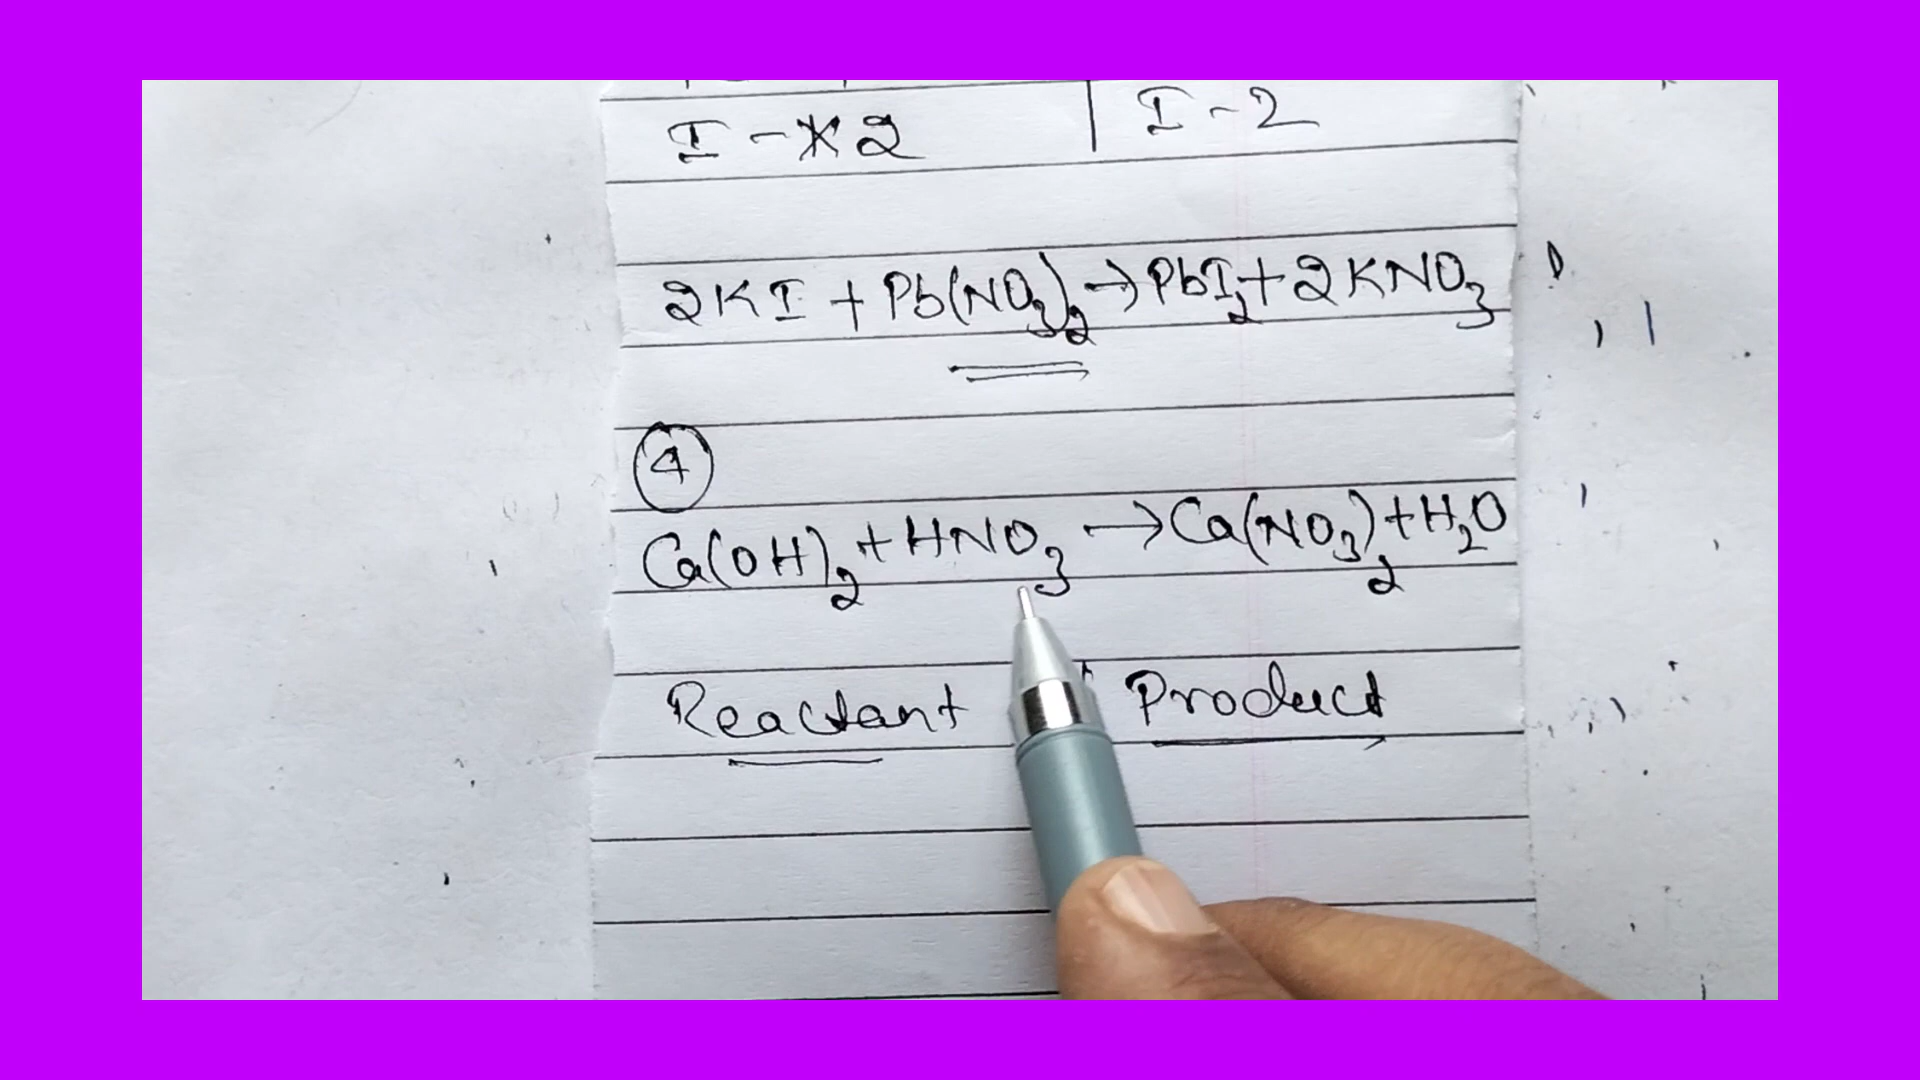 I - 2 | I - 2
2KI + Pb(NO3)2 → PbI2 + 2KNO3
4
Ca(OH)2 + HNO3 → Ca(NO3)2 + H2O
Reactant Product